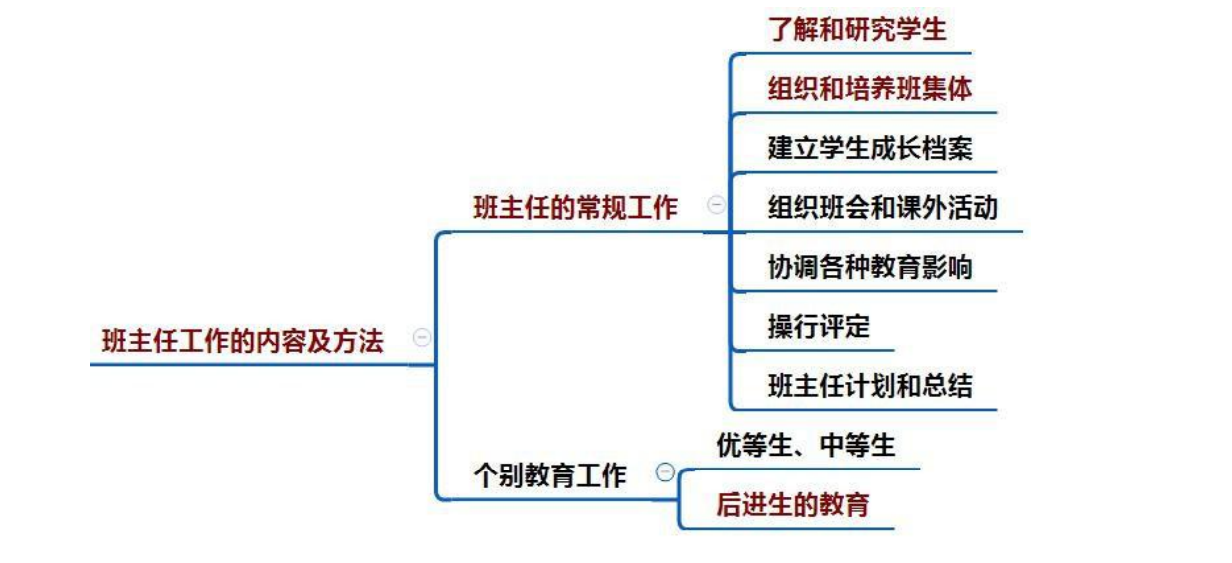 班主任工作的内容及方法
班主任的常规工作
了解和研究学生
组织和培养班集体
建立学生成长档案
组织班会和课外活动
协调各种教育影响
操行评定
班主任计划和总结
个别教育工作
优等生、中等生
后进生的教育